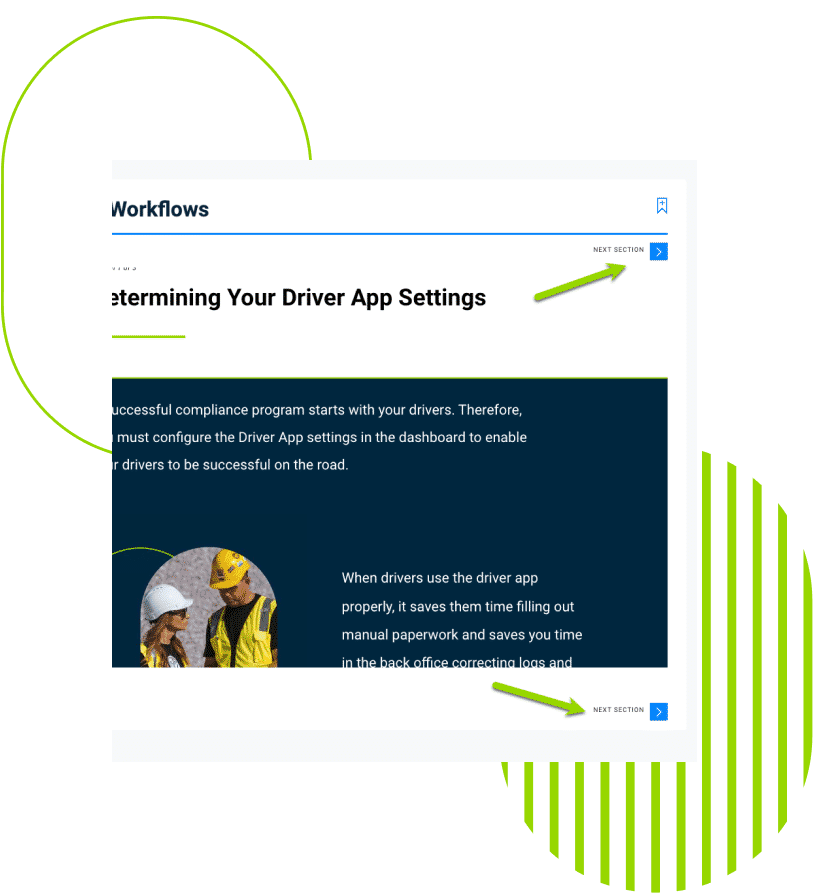 Workflows
NEXT SECTION
etermining Your Driver App Settings
uccessful compliance program starts with your drivers. Therefore,
must configure the Driver App settings in the dashboard to enable
r drivers to be successful on the road.
When drivers use the driver app
properly, it saves them time filling out
manual paperwork and saves you time
in the back office correcting logs and
NEXT SECTION